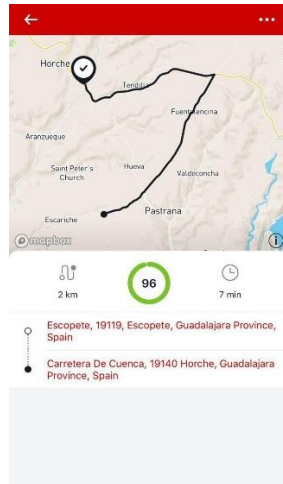 Horche
Tendilla
Fuentelencina
Aranzueque
Saint Peter's
Church
Hueva
Valdeconcha
Pastrana
Escariche
mapbox
2 km
96
7 min
Escopete, 19119, Escopete, Guadalajara Province,
Spain
Carretera De Cuenca, 19140 Horche, Guadalajara
Province, Spain